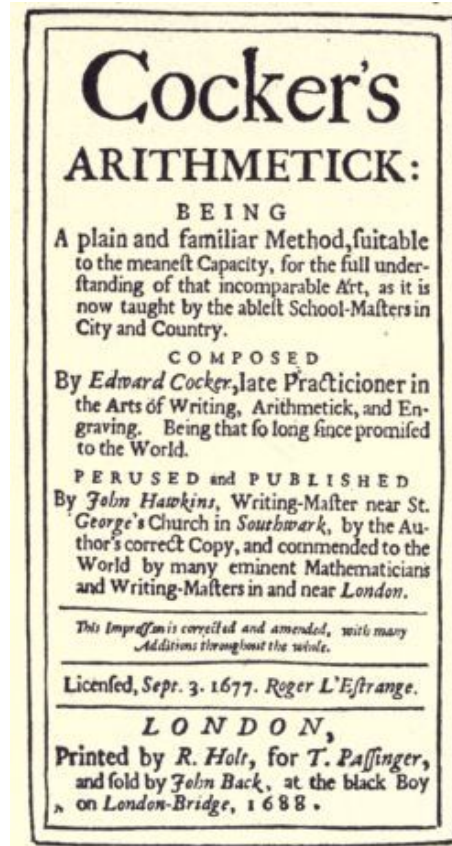 Cocker's
ARITHMETICK:
BEING
A plain and familiar Method, ſuitable
to the meaneſt Capacity, for the full under-
ſtanding of that incomparable Art, as it is
now taught by the ableſt School-Maſters in
City and Country.
COMPOSED
By Edward Cocker, late Practicioner in
the Arts of Writing, Arithmetick, and En-
graving. Being that ſo long ſince promiſed
to the World.
PERUSED and PUBLISHED
By John Hawkins, Writing-Maſter near St.
George's Church in Southwark, by the Au-
thor's correct Copy, and commended to the
World by many eminent Mathematicians
and Writing-Maſters in and near London.
This Impreſſion is corrected and amended, with many
Additions throughout the whole.
Licenſed, Sept. 3. 1677. Roger L'Eſtrange.
LONDON,
Printed by R. Holt, for T. Paſſinger,
and ſold by John Back, at the black Boy
on London-Bridge, 1688.